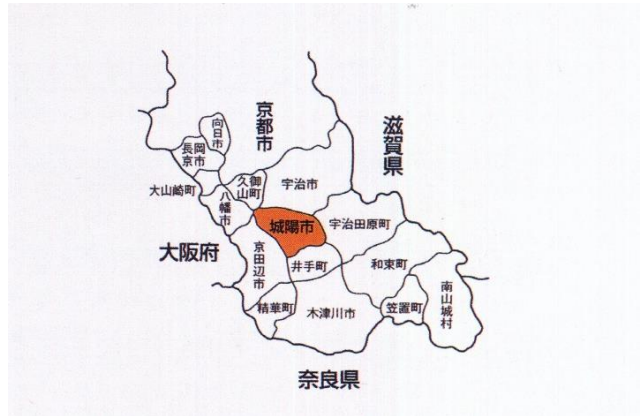 京都市
滋賀県
向日市
長岡京市
大山崎町
久御山町
宇治市
八幡市
城陽市
宇治田原町
大阪府
京田辺市
井手町
和束町
南山城村
精華町
木津川市
笠置町
奈良県